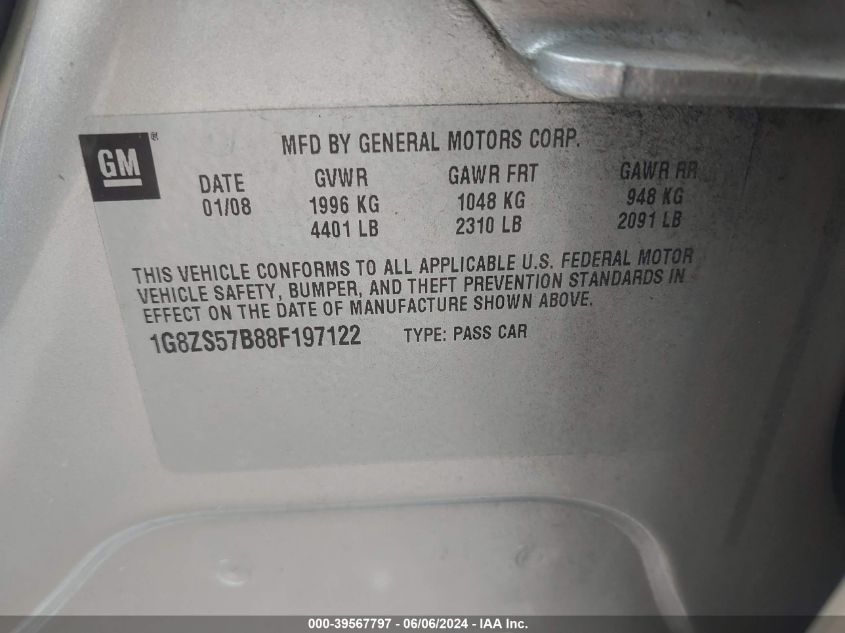 GM ®
MFD BY GENERAL MOTORS CORP.
DATE GVWR GAWR FRT GAWR RR
01/08 1996 KG 1048 KG 948 KG
4401 LB 2310 LB 2091 LB
THIS VEHICLE CONFORMS TO ALL APPLICABLE U.S. FEDERAL MOTOR
VEHICLE SAFETY, BUMPER, AND THEFT PREVENTION STANDARDS IN
EFFECT ON THE DATE OF MANUFACTURE SHOWN ABOVE.
1G8ZS57B88F197122 TYPE: PASS CAR
000-39567797 - 06/06/2024 - IAA Inc.